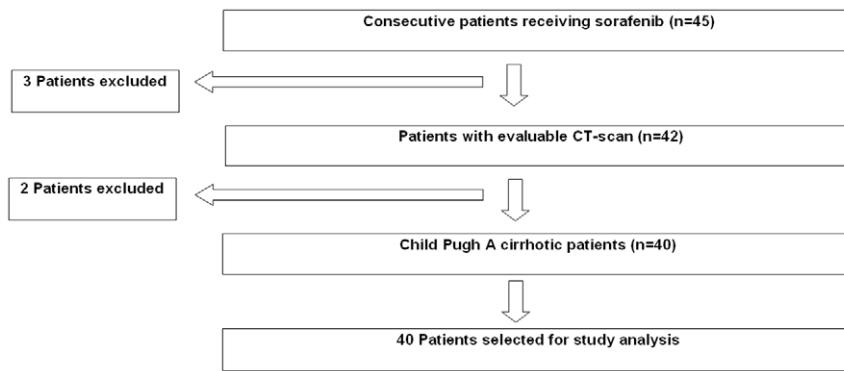 Consecutive patients receiving sorafenib (n=45)
3 Patients excluded
Patients with evaluable CT-scan (n=42)
2 Patients excluded
Child Pugh A cirrhotic patients (n=40)
40 Patients selected for study analysis